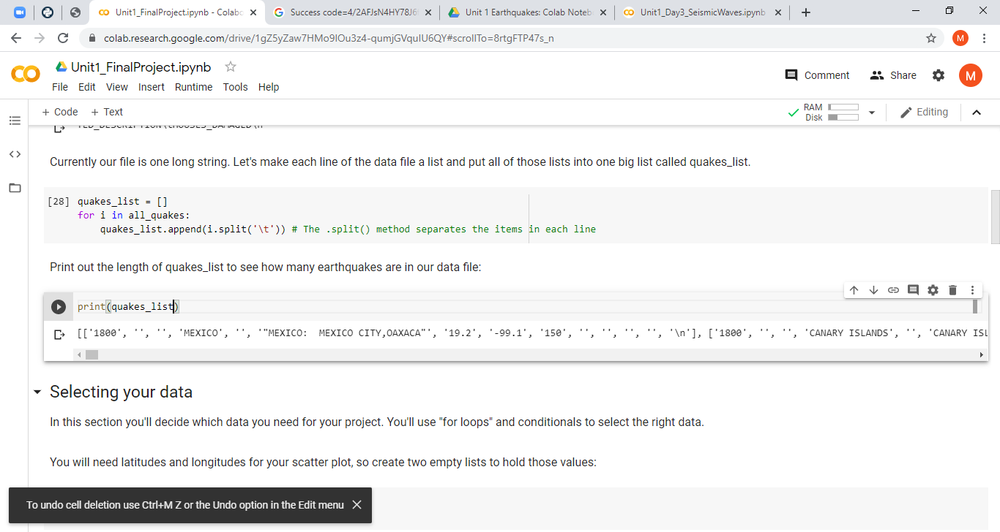 Unit1_FinalProject.ipynb - Colabo
Success code=4/2AFJsN4HY78J6
Unit 1 Earthquakes: Colab Noteb
Unit1_Day3_SeismicWaves.ipynb
colab.research.google.com/drive/1gZ5yZaw7HMo9IOu3z4-qumjGVquIU6QY#scrollTo=8rtgFTP47s_n
M
Unit1_FinalProject.ipynb
File Edit View Insert Runtime Tools Help
Comment Share M
+ Code + Text
RAM
Disk
Editing
Currently our file is one long string. Let's make each line of the data file a list and put all of those lists into one big list called quakes_list.
[28] quakes_list = []
for i in all_quakes:
quakes_list.append(i.split('\t')) # The .split() method separates the items in each line
Print out the length of quakes_list to see how many earthquakes are in our data file:
print(quakes_list)
[['1800', '', '', 'MEXICO', '', '"MEXICO:  MEXICO CITY,OAXACA"', '19.2', '-99.1', '150', '', '', '', '', '\n'], ['1800', '', '', 'CANARY ISLANDS', '', 'CANARY ISL
Selecting your data
In this section you'll decide which data you need for your project. You'll use "for loops" and conditionals to select the right data.
You will need latitudes and longitudes for your scatter plot, so create two empty lists to hold those values:
To undo cell deletion use Ctrl+M Z or the Undo option in the Edit menu